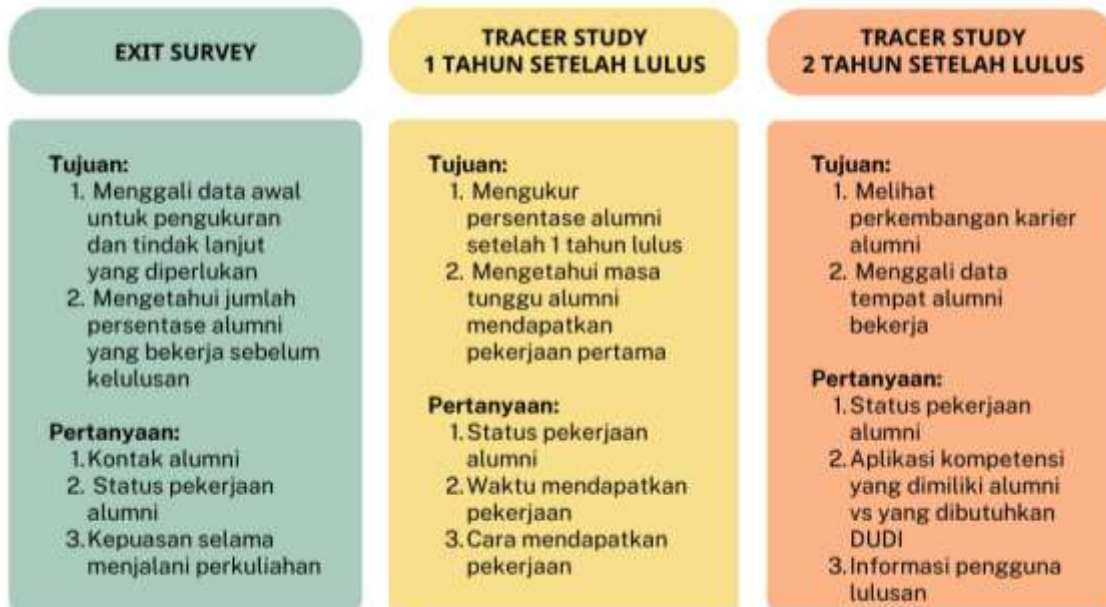 EXIT SURVEY
Tujuan:
1. Menggali data awal
untuk pengukuran
dan tindak lanjut
yang diperlukan
2. Mengetahui jumlah
persentase alumni
yang bekerja sebelum
kelulusan
Pertanyaan:
1. Kontak alumni
2. Status pekerjaan
alumni
3. Kepuasan selama
menjalani perkuliahan
TRACER STUDY
1 TAHUN SETELAH LULUS
Tujuan:
1. Mengukur
persentase alumni
setelah 1 tahun lulus
2. Mengetahui masa
tunggu alumni
mendapatkan
pekerjaan pertama
Pertanyaan:
1. Status pekerjaan
alumni
2. Waktu mendapatkan
pekerjaan
3. Cara mendapatkan
pekerjaan
TRACER STUDY
2 TAHUN SETELAH LULUS
Tujuan:
1. Melihat
perkembangan karier
alumni
2. Menggali data
tempat alumni
bekerja
Pertanyaan:
1. Status pekerjaan
alumni
2. Aplikasi kompetensi
yang dimiliki alumni
vs yang dibutuhkan
DUDI
3. Informasi pengguna
lulusan